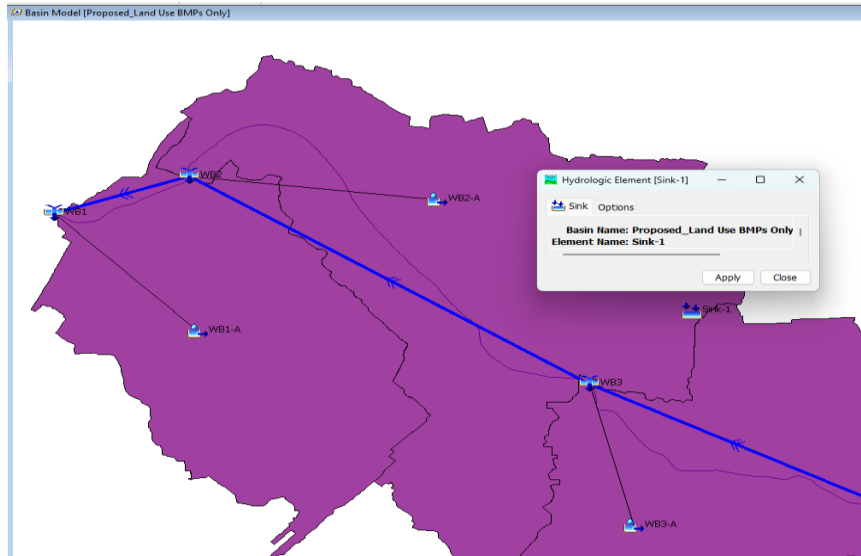 Basin Model [Proposed_Land Use BMPs Only]
WB2
WB2-A
WB1
WB1-A
Hydrologic Element [Sink-1]
Sink Options
Basin Name: Proposed_Land Use BMPs Only
Element Name: Sink-1
Apply Close
Sink-1
WB3
WB3-A